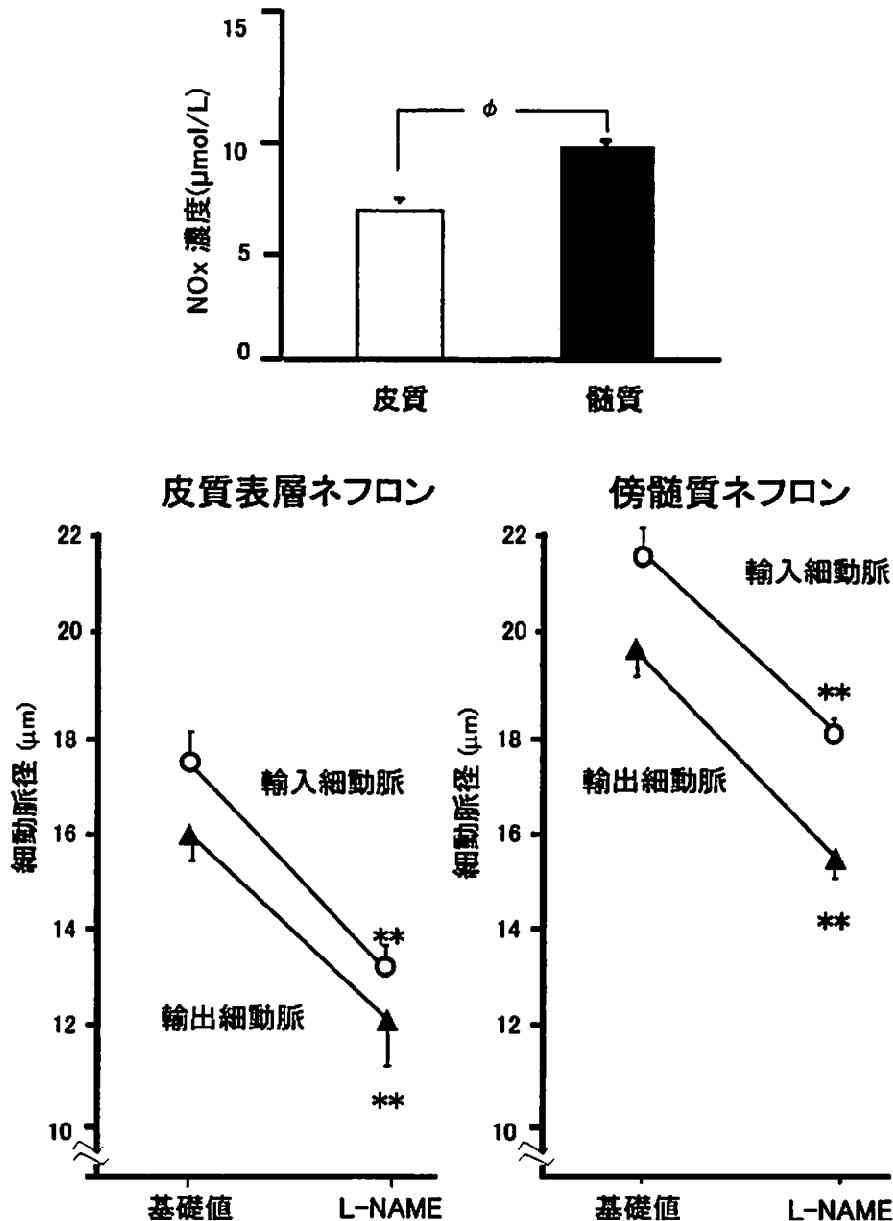 15
10
5
0
NOx 濃度(μmol/L)
φ
皮質
髄質
皮質表層ネフロン
22
20
18
16
14
12
10
細動脈径 (μm)
輸入細動脈
輸出細動脈
**
**
基礎値
L-NAME
傍髄質ネフロン
22
20
18
16
14
12
10
細動脈径 (μm)
輸入細動脈
輸出細動脈
**
**
基礎値
L-NAME